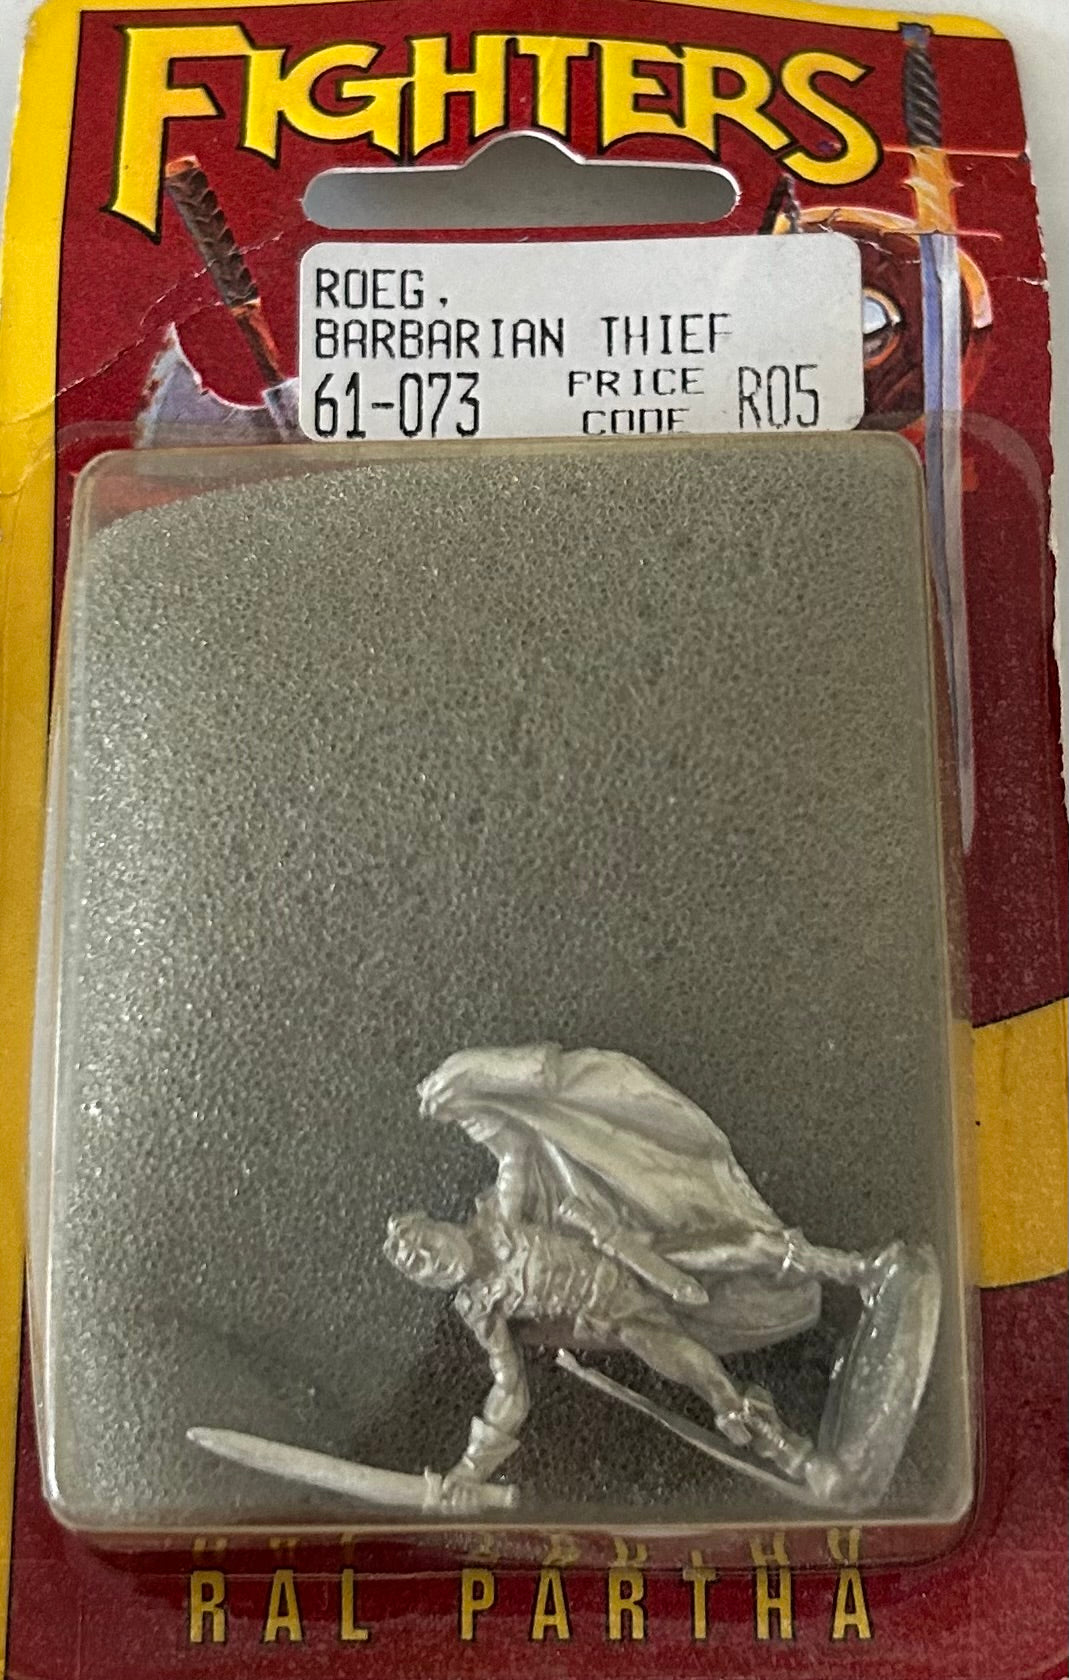 FIGHTERS
ROEG,
BARBARIAN THIEF
61-073 PRICE CODE R05
RAL PARTHA